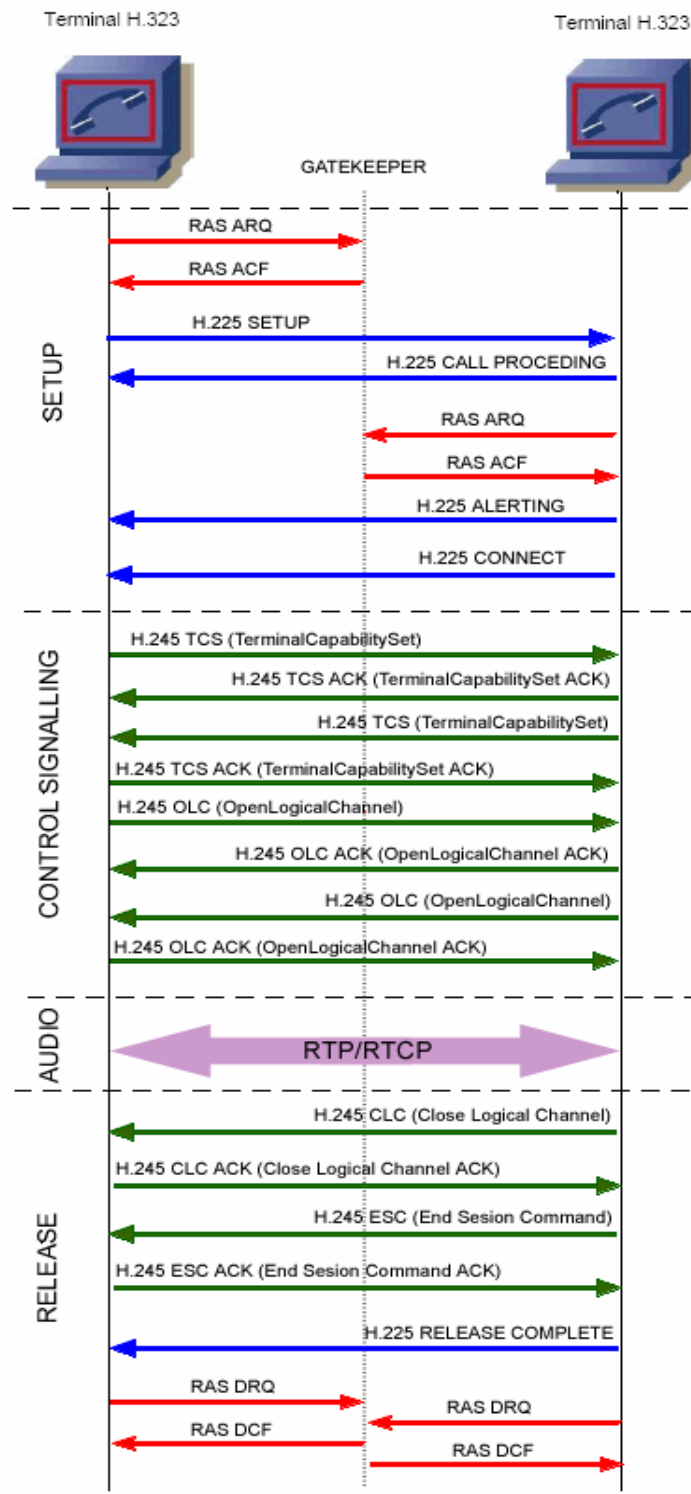 Terminal H.323
Terminal H.323
GATEKEEPER
SETUP
RAS ARQ
RAS ACF
H.225 SETUP
H.225 CALL PROCEDING
RAS ARQ
RAS ACF
H.225 ALERTING
H.225 CONNECT
CONTROL SIGNALLING
H.245 TCS (TerminalCapabilitySet)
H.245 TCS ACK (TerminalCapabilitySet ACK)
H.245 TCS (TerminalCapabilitySet)
H.245 TCS ACK (TerminalCapabilitySet ACK)
H.245 OLC (OpenLogicalChannel)
H.245 OLC ACK (OpenLogicalChannel ACK)
H.245 OLC (OpenLogicalChannel)
H.245 OLC ACK (OpenLogicalChannel ACK)
AUDIO
RTP/RTCP
RELEASE
H.245 CLC (Close Logical Channel)
H.245 CLC ACK (Close Logical Channel ACK)
H.245 ESC (End Sesion Command)
H.245 ESC ACK (End Sesion Command ACK)
H.225 RELEASE COMPLETE
RAS DRQ
RAS DRQ
RAS DCF
RAS DCF